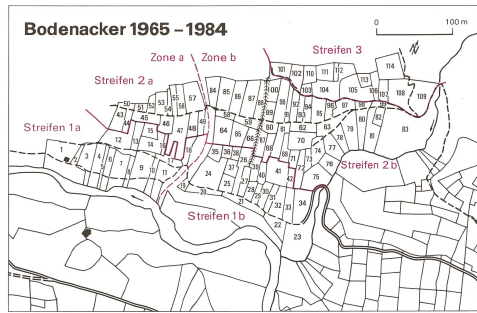 Bodenacker 1965 – 1984
0 100 m
N
Zone a Zone b
Streifen 3
Streifen 2 a
Streifen 1a
Streifen 2 b
Streifen 1 b
101 102 110 111 112 113 114
103 104 105 106 107 108 109
50 51 52 53 54 55 56 57 84 85 86 87 88 100
89 90 91 92 93 94 95 96 97 98 99
43 44 45 46 47 48 49 64 65 66 67 68 60 61 62 63 79 80 81 82 83
12 13 14 15 16 17 18 35 36 37 38 39 40 41 42 69 70 71 72 73 74 75 76 77 78
1 2 3 4 5 6 7 8 9 10 11 19 20 24 21 22 23
25 26 27 28 29 30 31 32 33 34